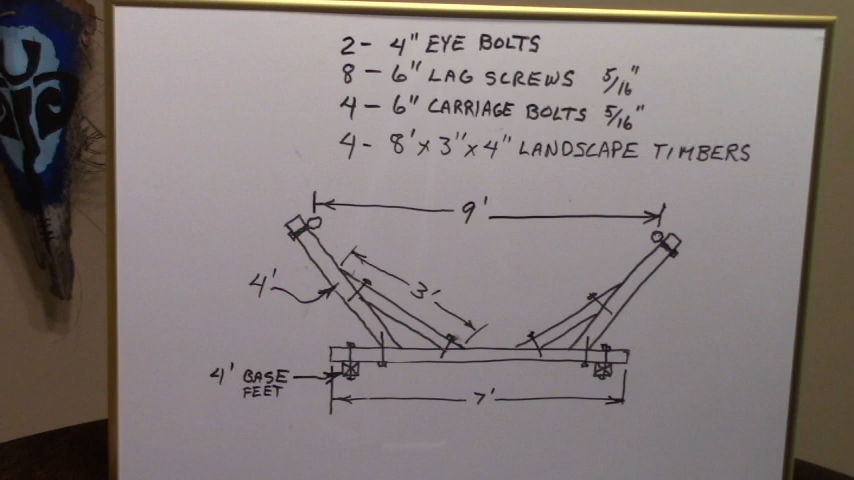 2 - 4" EYE BOLTS
8 - 6" LAG SCREWS 5/16"
4 - 6" CARRIAGE BOLTS 5/16"
4 - 8' x 3" x 4" LANDSCAPE TIMBERS
9'
4'
3'
4' BASE
FEET
7'